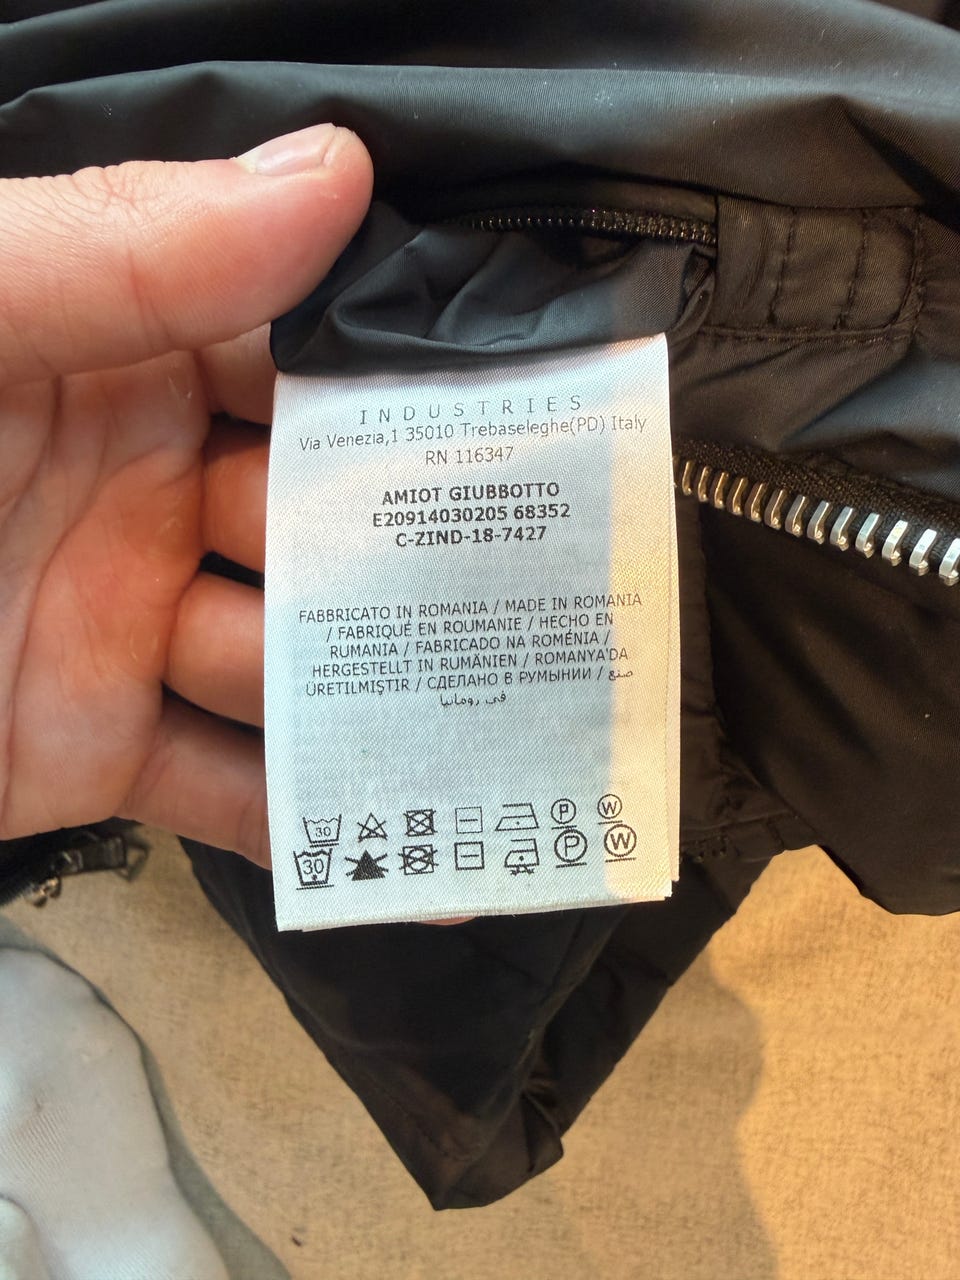 INDUSTRIES
Via Venezia,1 35010 Trebaseleghe(PD) Italy
RN 116347
AMIOT GIUBBOTTO
E20914030205 68352
C-ZIND-18-7427
FABBRICATO IN ROMANIA / MADE IN ROMANIA
/ FABRIQUÉ EN ROUMANIE / HECHO EN
RUMANIA / FABRICADO NA ROMÉNIA /
HERGESTELLT IN RUMÄNIEN / ROMANYA'DA
ÜRETILMIŞTIR / СДЕЛАНО В РУМЫНИИ / صنع
في رومانيا
30 P W
30 P W